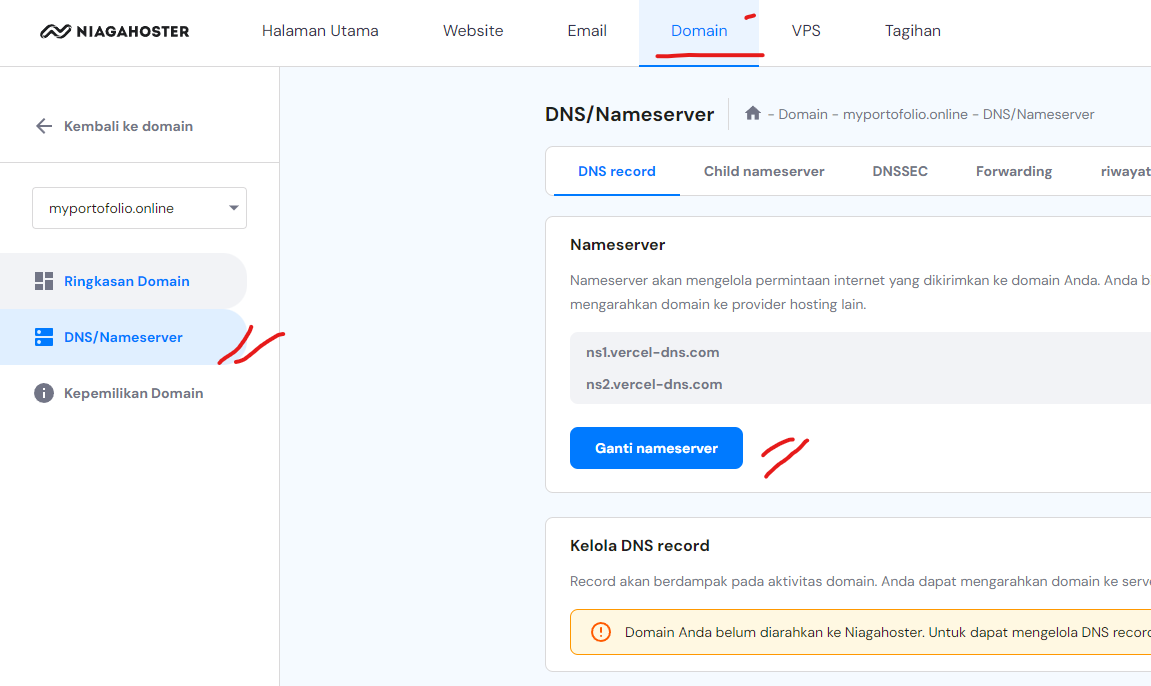 NIAGAHOSTER
Halaman Utama
Website
Email
Domain
VPS
Tagihan
Kembali ke domain
myportofolio.online
Ringkasan Domain
DNS/Nameserver
Kepemilikan Domain
DNS/Nameserver
- Domain - myportofolio.online - DNS/Nameserver
DNS record
Child nameserver
DNSSEC
Forwarding
riwayat
Nameserver
Nameserver akan mengelola permintaan internet yang dikirimkan ke domain Anda. Anda b
mengarahkan domain ke provider hosting lain.
ns1.vercel-dns.com
ns2.vercel-dns.com
Ganti nameserver
Kelola DNS record
Record akan berdampak pada aktivitas domain. Anda dapat mengarahkan domain ke serve
Domain Anda belum diarahkan ke Niagahoster. Untuk dapat mengelola DNS record